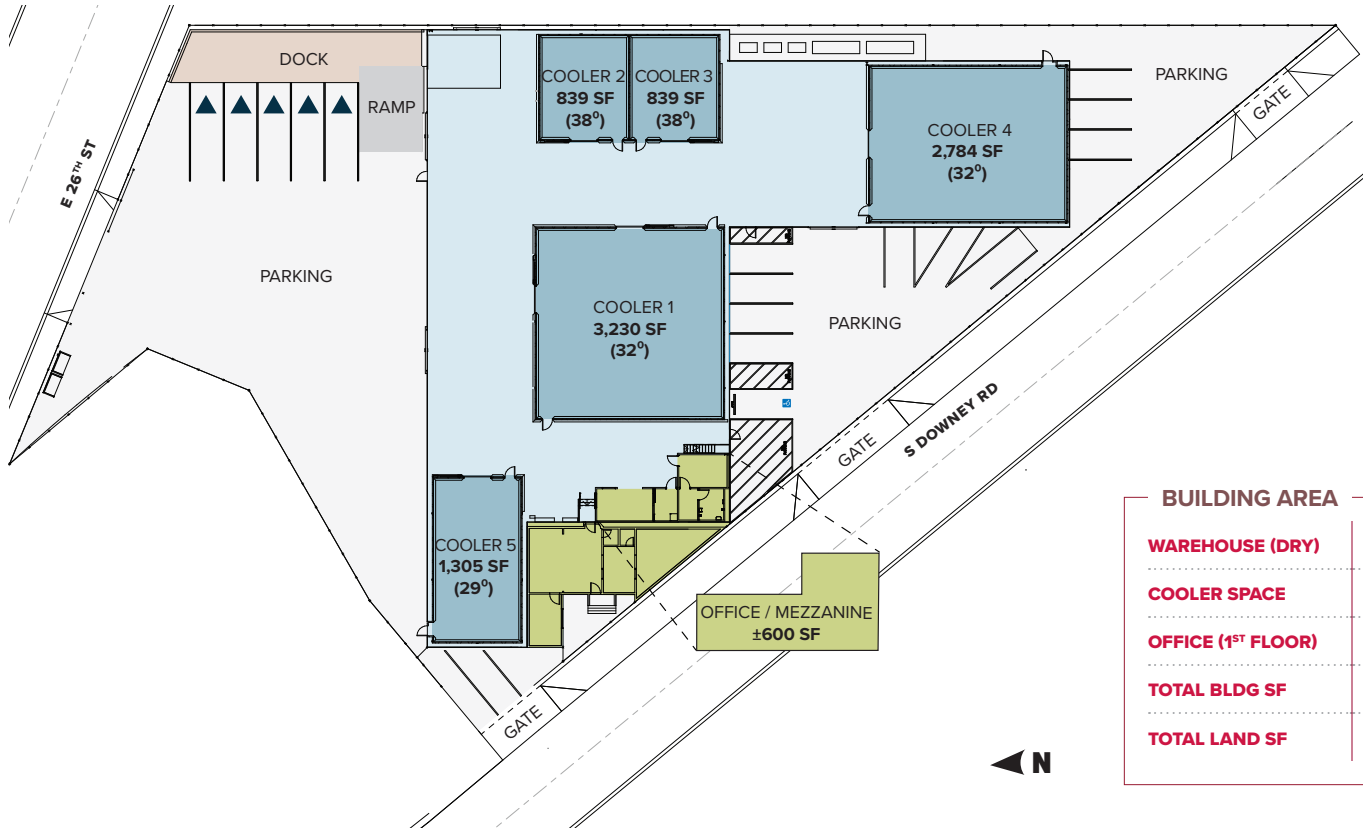 DOCK
RAMP
E 26TH ST
PARKING
COOLER 2
839 SF
(38⁰)
COOLER 3
839 SF
(38⁰)
COOLER 4
2,784 SF
(32⁰)
PARKING
GATE
COOLER 1
3,230 SF
(32⁰)
PARKING
GATE
S DOWNEY RD
COOLER 5
1,305 SF
(29⁰)
OFFICE / MEZZANINE
±600 SF
GATE
N
BUILDING AREA
WAREHOUSE (DRY)
COOLER SPACE
OFFICE (1ST FLOOR)
TOTAL BLDG SF
TOTAL LAND SF